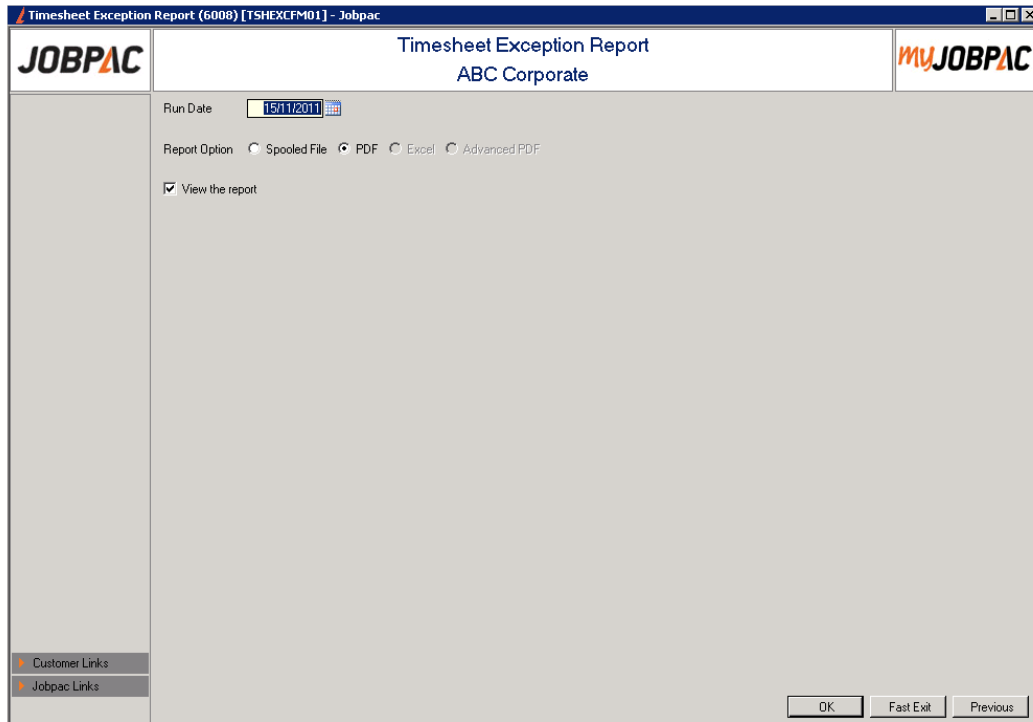 Timesheet Exception Report (6008) [TSHEXCFM01] - Jobpac
JOBPAC
Timesheet Exception Report
ABC Corporate
myJOBPAC
Run Date 15/11/2011
Report Option Spooled File PDF Excel Advanced PDF
View the report
Customer Links
Jobpac Links
OK Fast Exit Previous